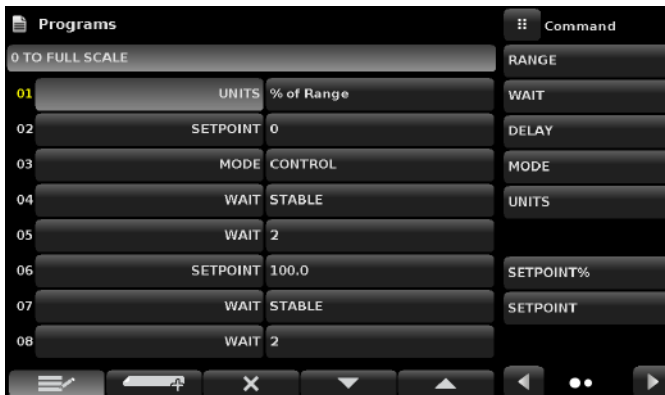 Programs
Command
0 TO FULL SCALE
RANGE
01 UNITS % of Range
WAIT
02 SETPOINT 0
DELAY
03 MODE CONTROL
MODE
04 WAIT STABLE
UNITS
05 WAIT 2
06 SETPOINT 100.0
SETPOINT%
07 WAIT STABLE
SETPOINT
08 WAIT 2